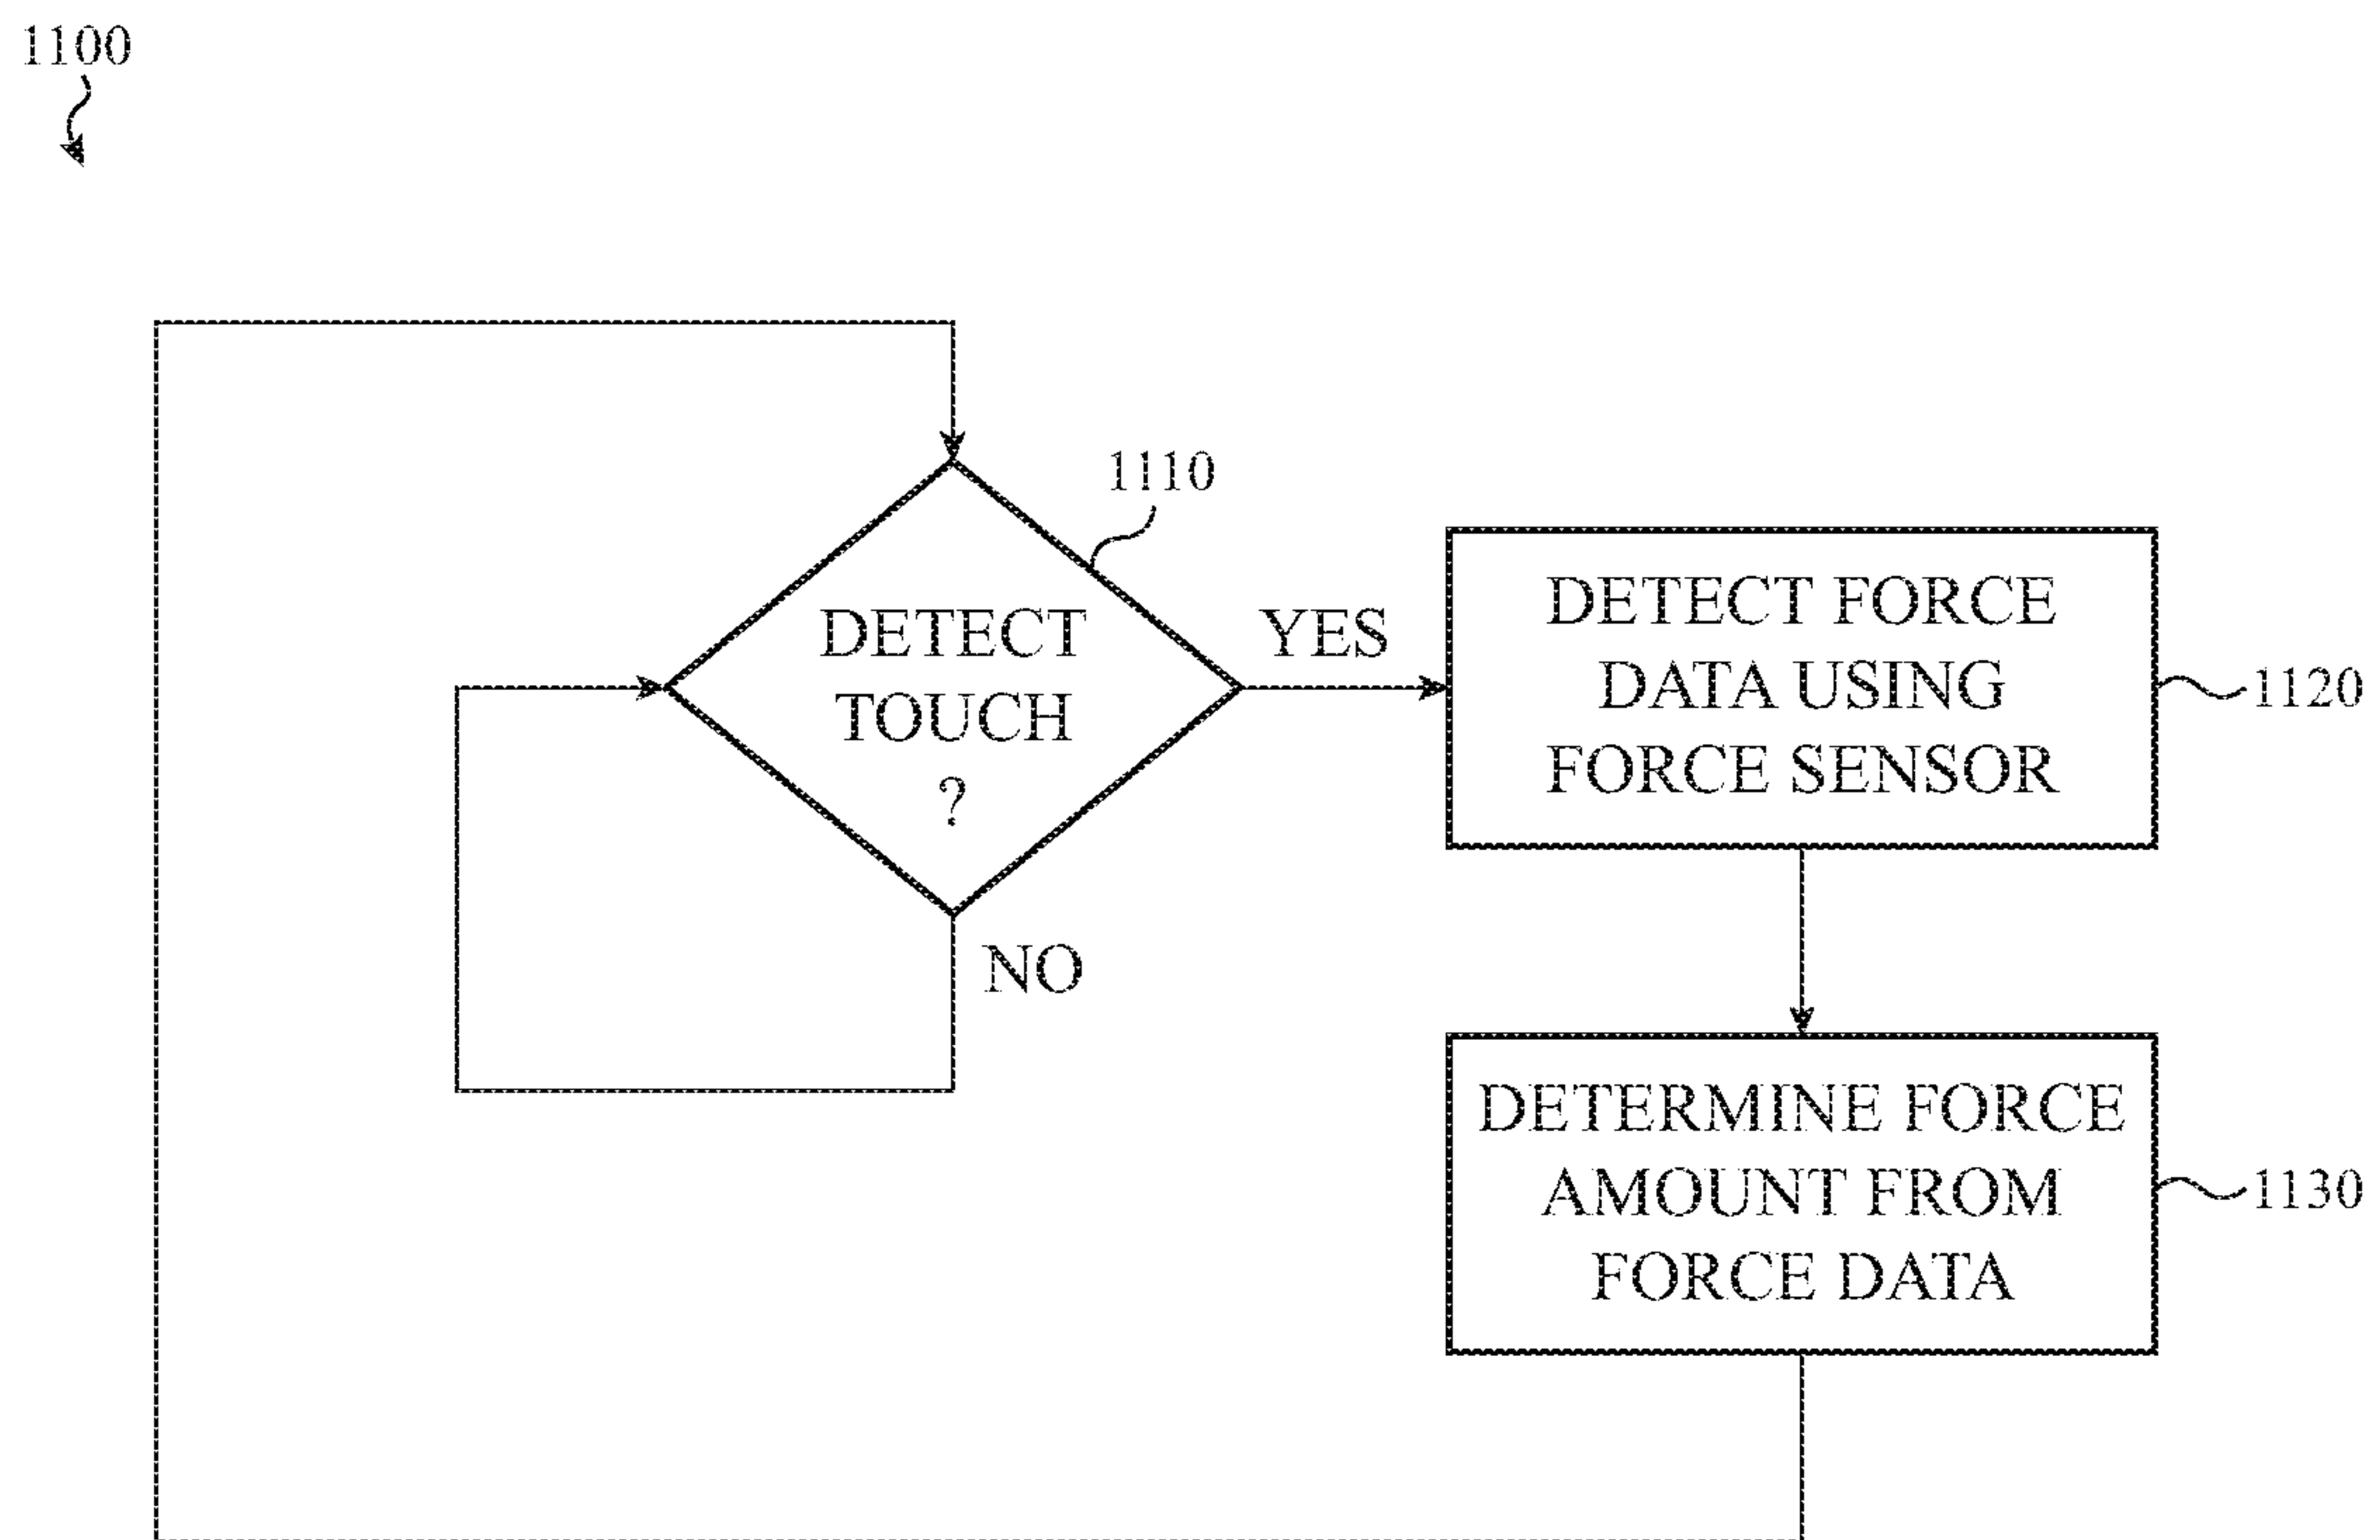 1100
1110
DETECT
TOUCH
?
YES
NO
DETECT FORCE
DATA USING
FORCE SENSOR
1120
DETERMINE FORCE
AMOUNT FROM
FORCE DATA
1130